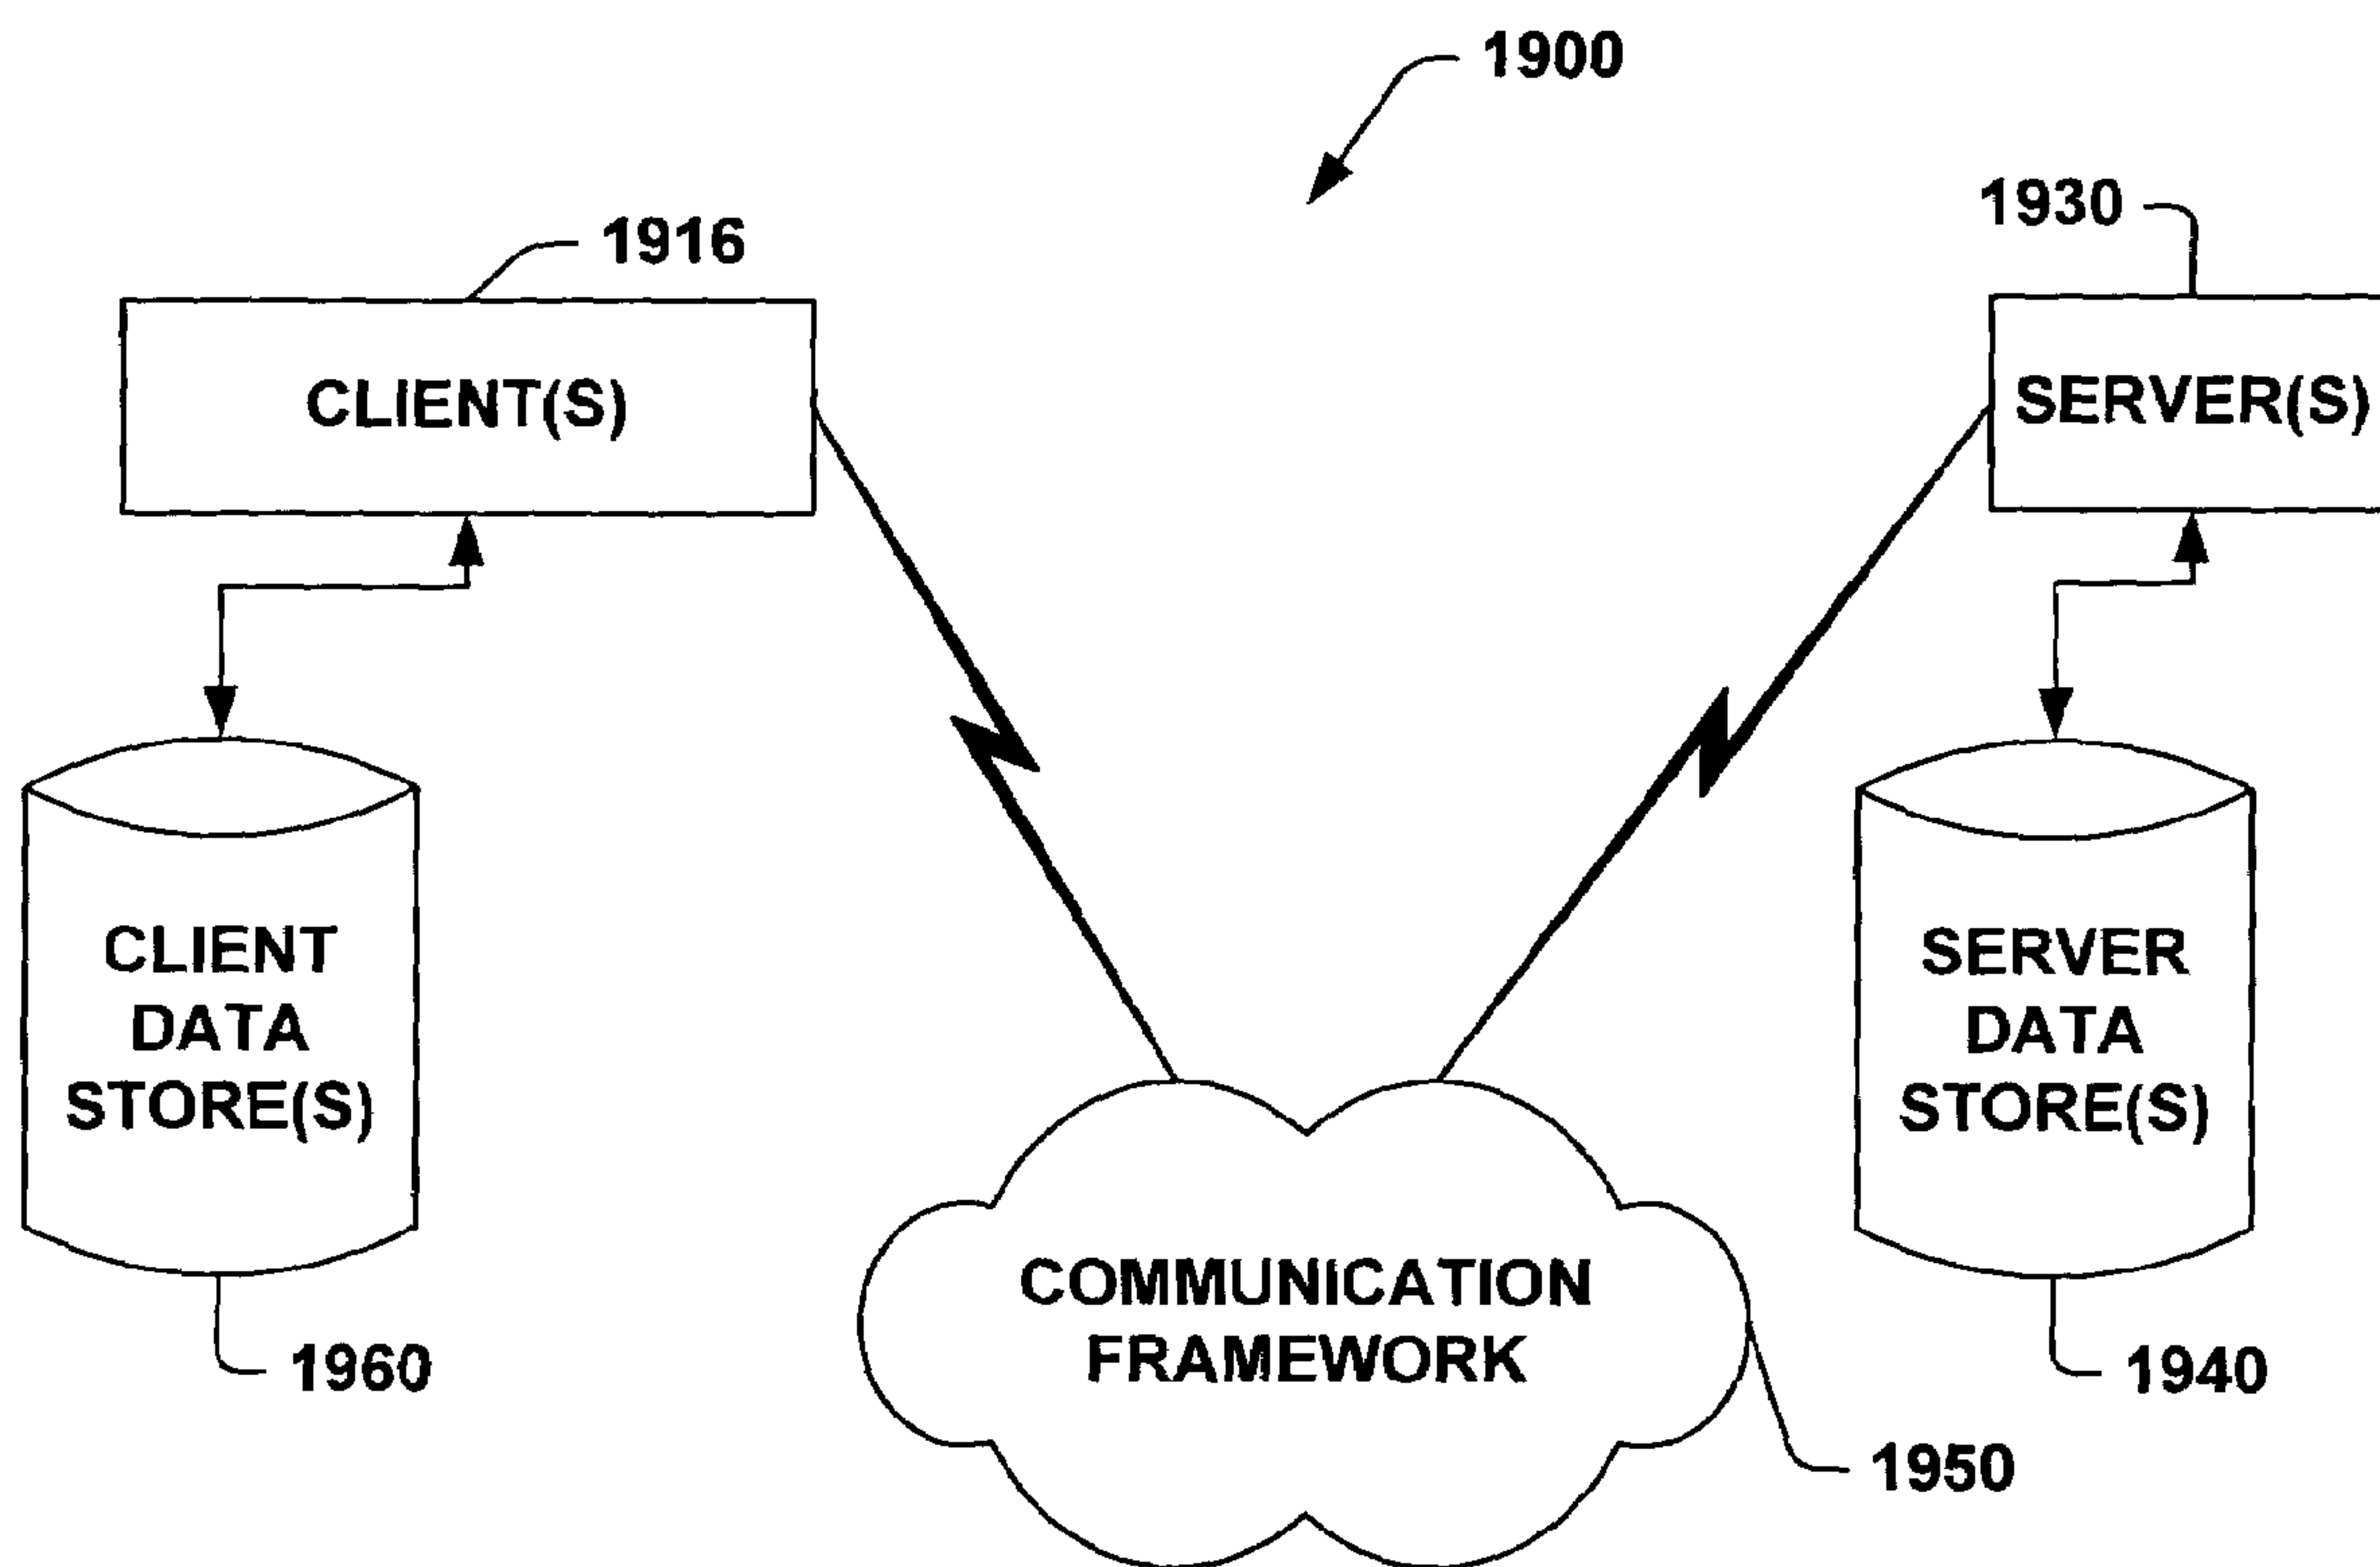 1900
1916
1930
CLIENT(S)
SERVER(S)
CLIENT
DATA
STORE(S)
SERVER
DATA
STORE(S)
COMMUNICATION
FRAMEWORK
1960
1940
1950